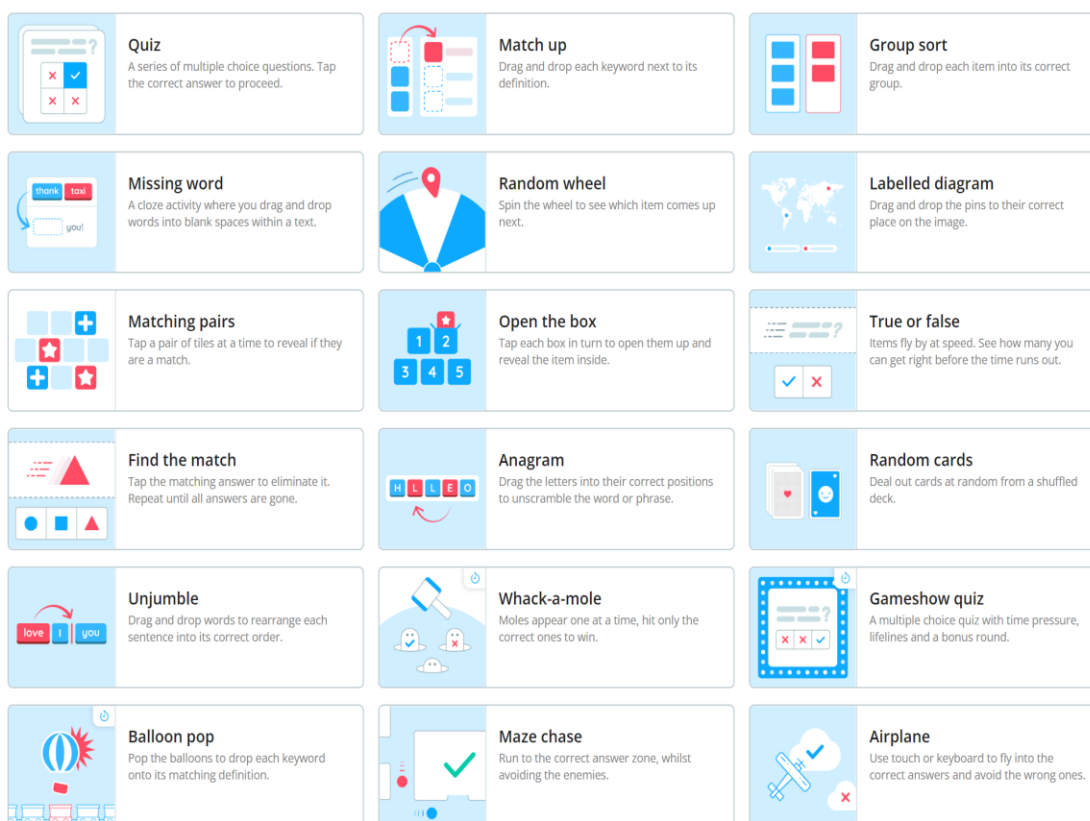 Quiz
A series of multiple choice questions. Tap
the correct answer to proceed.
Match up
Drag and drop each keyword next to its
definition.
Group sort
Drag and drop each item into its correct
group.
thank taxi
you!
Missing word
A cloze activity where you drag and drop
words into blank spaces within a text.
Random wheel
Spin the wheel to see which item comes up
next.
Labelled diagram
Drag and drop the pins to their correct
place on the image.
Matching pairs
Tap a pair of tiles at a time to reveal if they
are a match.
1 2
3 4 5
Open the box
Tap each box in turn to open them up and
reveal the item inside.
?
True or false
Items fly by at speed. See how many you
can get right before the time runs out.
Find the match
Tap the matching answer to eliminate it.
Repeat until all answers are gone.
H L L E O
Anagram
Drag the letters into their correct positions
to unscramble the word or phrase.
Random cards
Deal out cards at random from a shuffled
deck.
love I you
Unjumble
Drag and drop words to rearrange each
sentence into its correct order.
Whack-a-mole
Moles appear one at a time, hit only the
correct ones to win.
?
Gameshow quiz
A multiple choice quiz with time pressure,
lifelines and a bonus round.
Balloon pop
Pop the balloons to drop each keyword
onto its matching definition.
Maze chase
Run to the correct answer zone, whilst
avoiding the enemies.
Airplane
Use touch or keyboard to fly into the
correct answers and avoid the wrong ones.